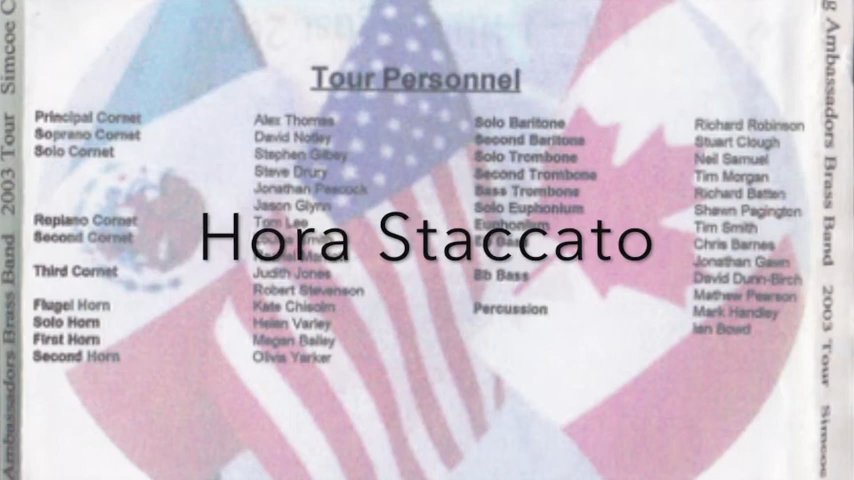 Tour Personnel
Principal Cornet Alex Thomas
Soprano Cornet David Notley
Solo Cornet Stephen Gibey
Steve Drury
Jonathan Peacock
Jason Glynn
Repiano Cornet Tom Lee
Second Cornet
Third Cornet Judith Jones
Robert Stevenson
Flugel Horn Kate Chisolm
Solo Horn Helen Varley
First Horn Megan Bailey
Second Horn Olivia Yarker
Solo Baritone Richard Robinson
Second Baritone Stuart Clough
Solo Trombone Neil Samuel
Second Trombone Tim Morgan
Bass Trombone Richard Batten
Solo Euphonium Shawn Pagington
Euphonium Tim Smith
Chris Barnes
Jonathan Gawn
Bb Bass David Dunn-Birch
Mathew Pearson
Percussion Mark Handley
Ian Bowd
Hora Staccato
Ambassadors Brass Band 2003 Tour Simcoe C
g Ambassadors Brass Band 2003 Tour Simcoe